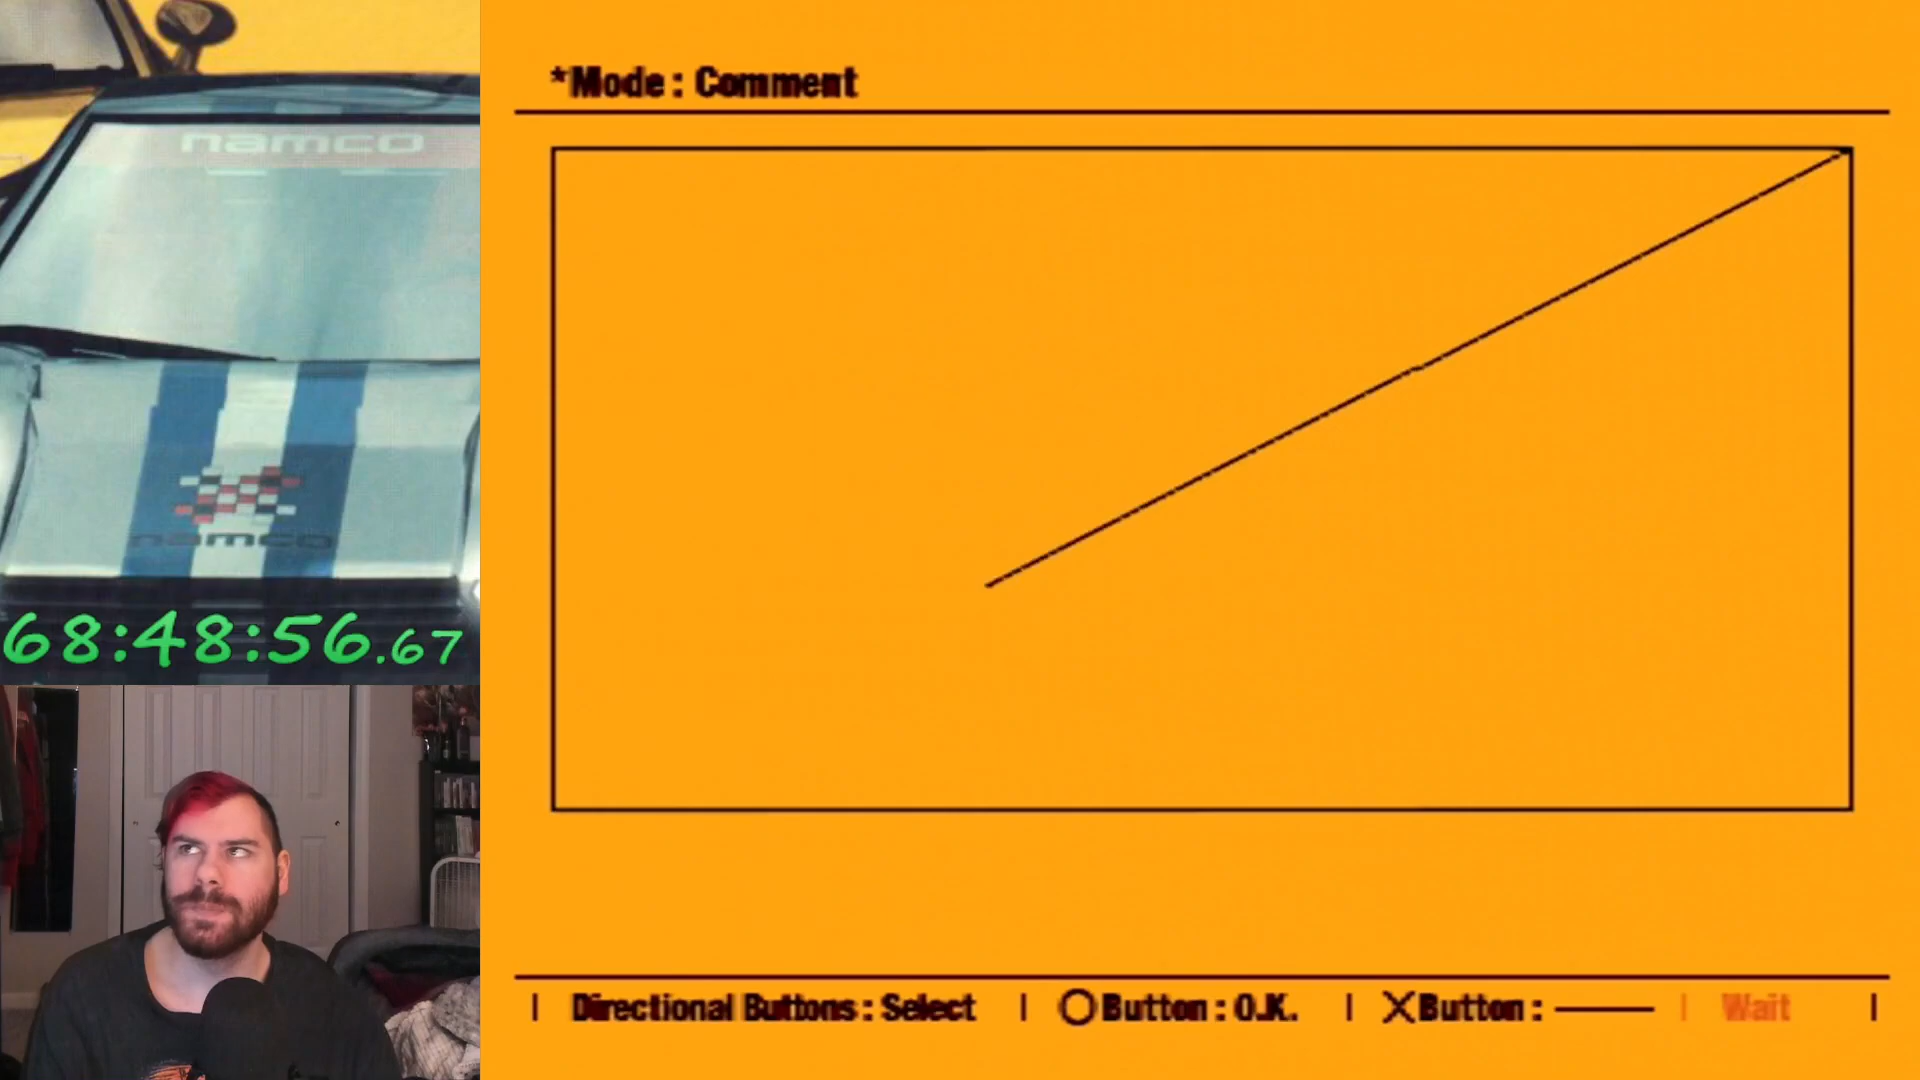 namco
namco
68:48:56.67
*Mode : Comment
Directional Buttons : Select | ○Button : O.K. | ×Button : —— | Wait |